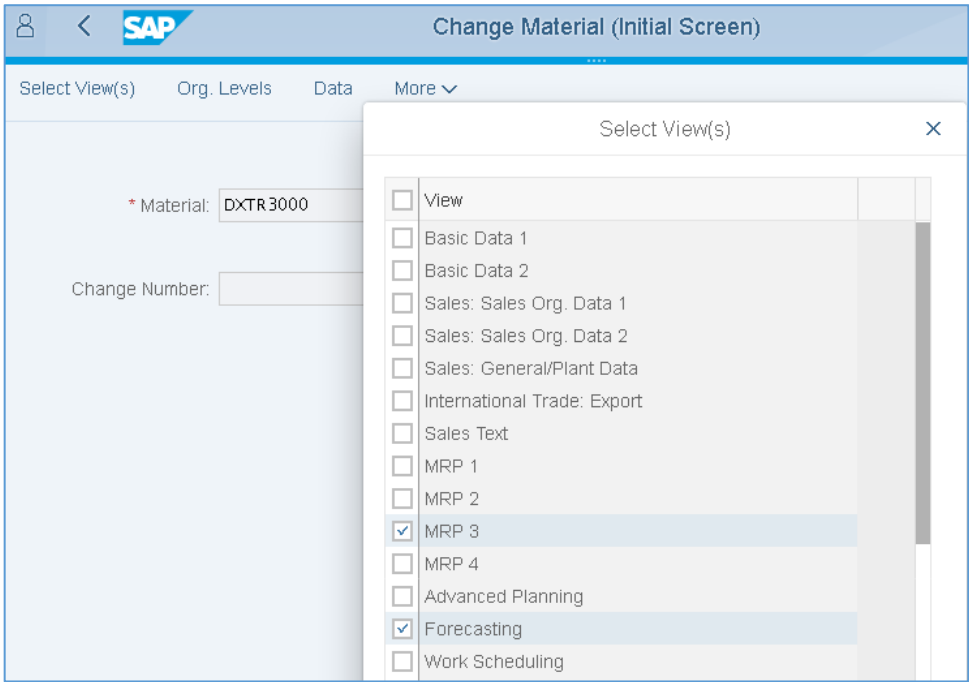 SAP
Change Material (Initial Screen)
Select View(s) Org. Levels Data More
Select View(s)
* Material: DXTR3000
Change Number:
View
Basic Data 1
Basic Data 2
Sales: Sales Org. Data 1
Sales: Sales Org. Data 2
Sales: General/Plant Data
International Trade: Export
Sales Text
MRP 1
MRP 2
MRP 3
MRP 4
Advanced Planning
Forecasting
Work Scheduling